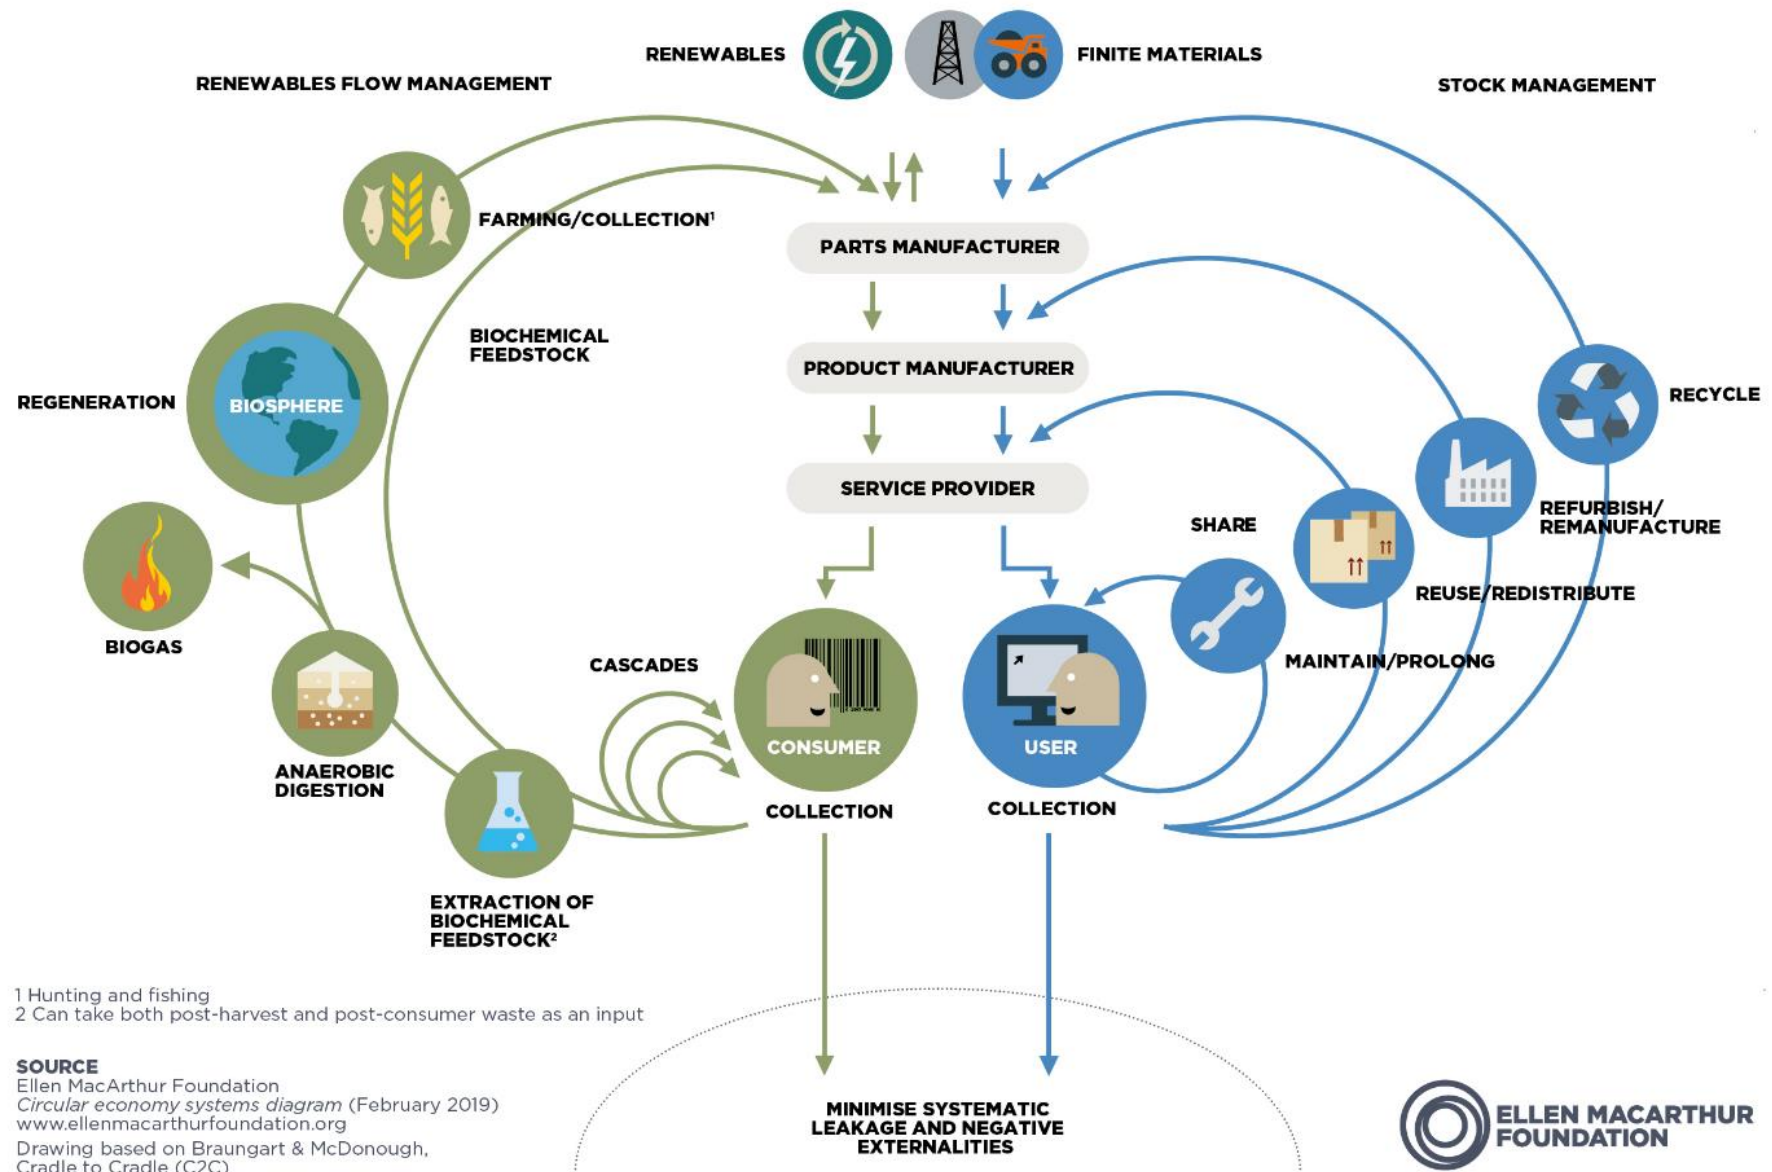 RENEWABLES
FINITE MATERIALS
RENEWABLES FLOW MANAGEMENT
STOCK MANAGEMENT
FARMING/COLLECTION¹
PARTS MANUFACTURER
BIOCHEMICAL
FEEDSTOCK
PRODUCT MANUFACTURER
REGENERATION
BIOSPHERE
RECYCLE
SERVICE PROVIDER
SHARE
REFURBISH/
REMANUFACTURE
REUSE/REDISTRIBUTE
BIOGAS
CASCADES
MAINTAIN/PROLONG
CONSUMER
USER
ANAEROBIC
DIGESTION
COLLECTION
COLLECTION
EXTRACTION OF
BIOCHEMICAL
FEEDSTOCK²
1 Hunting and fishing
2 Can take both post-harvest and post-consumer waste as an input
SOURCE
Ellen MacArthur Foundation
Circular economy systems diagram (February 2019)
www.ellenmacarthurfoundation.org
Drawing based on Braungart & McDonough,
Cradle to Cradle (C2C)
MINIMISE SYSTEMATIC
LEAKAGE AND NEGATIVE
EXTERNALITIES
ELLEN MACARTHUR
FOUNDATION